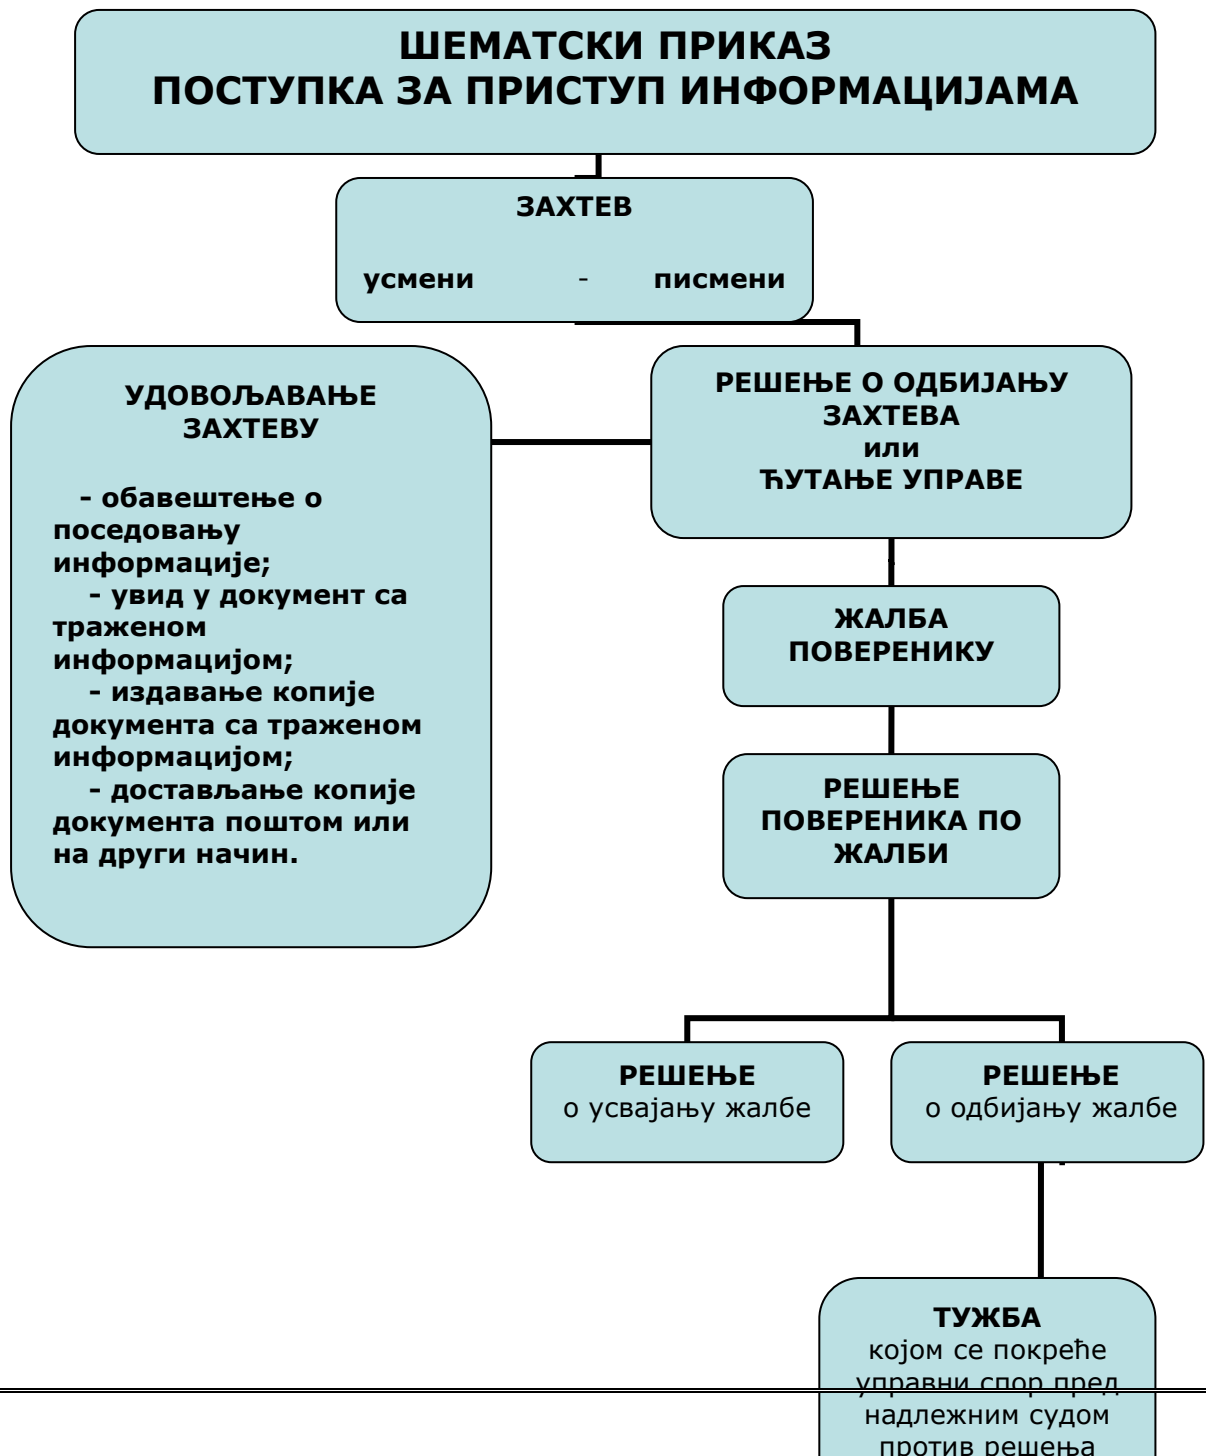 ШЕМАТСКИ ПРИКАЗ
ПОСТУПКА ЗА ПРИСТУП ИНФОРМАЦИЈАМА
ЗАХТЕВ
усмени - писмени
УДОВОЉАВАЊЕ
ЗАХТЕВУ
- обавештење о
поседовању
информације;
- увид у документ са
траженом
информацијом;
- издавање копије
документа са траженом
информацијом;
- достављање копије
документа поштом или
на други начин.
РЕШЕЊЕ О ОДБИЈАЊУ
ЗАХТЕВА
или
ЋУТАЊЕ УПРАВЕ
ЖАЛБА
ПОВЕРЕНИКУ
РЕШЕЊЕ
ПОВЕРЕНИКА ПО
ЖАЛБИ
РЕШЕЊЕ
о усвајању жалбе
РЕШЕЊЕ
о одбијању жалбе
ТУЖБА
којом се покреће
управни спор пред
надлежним судом
против решења